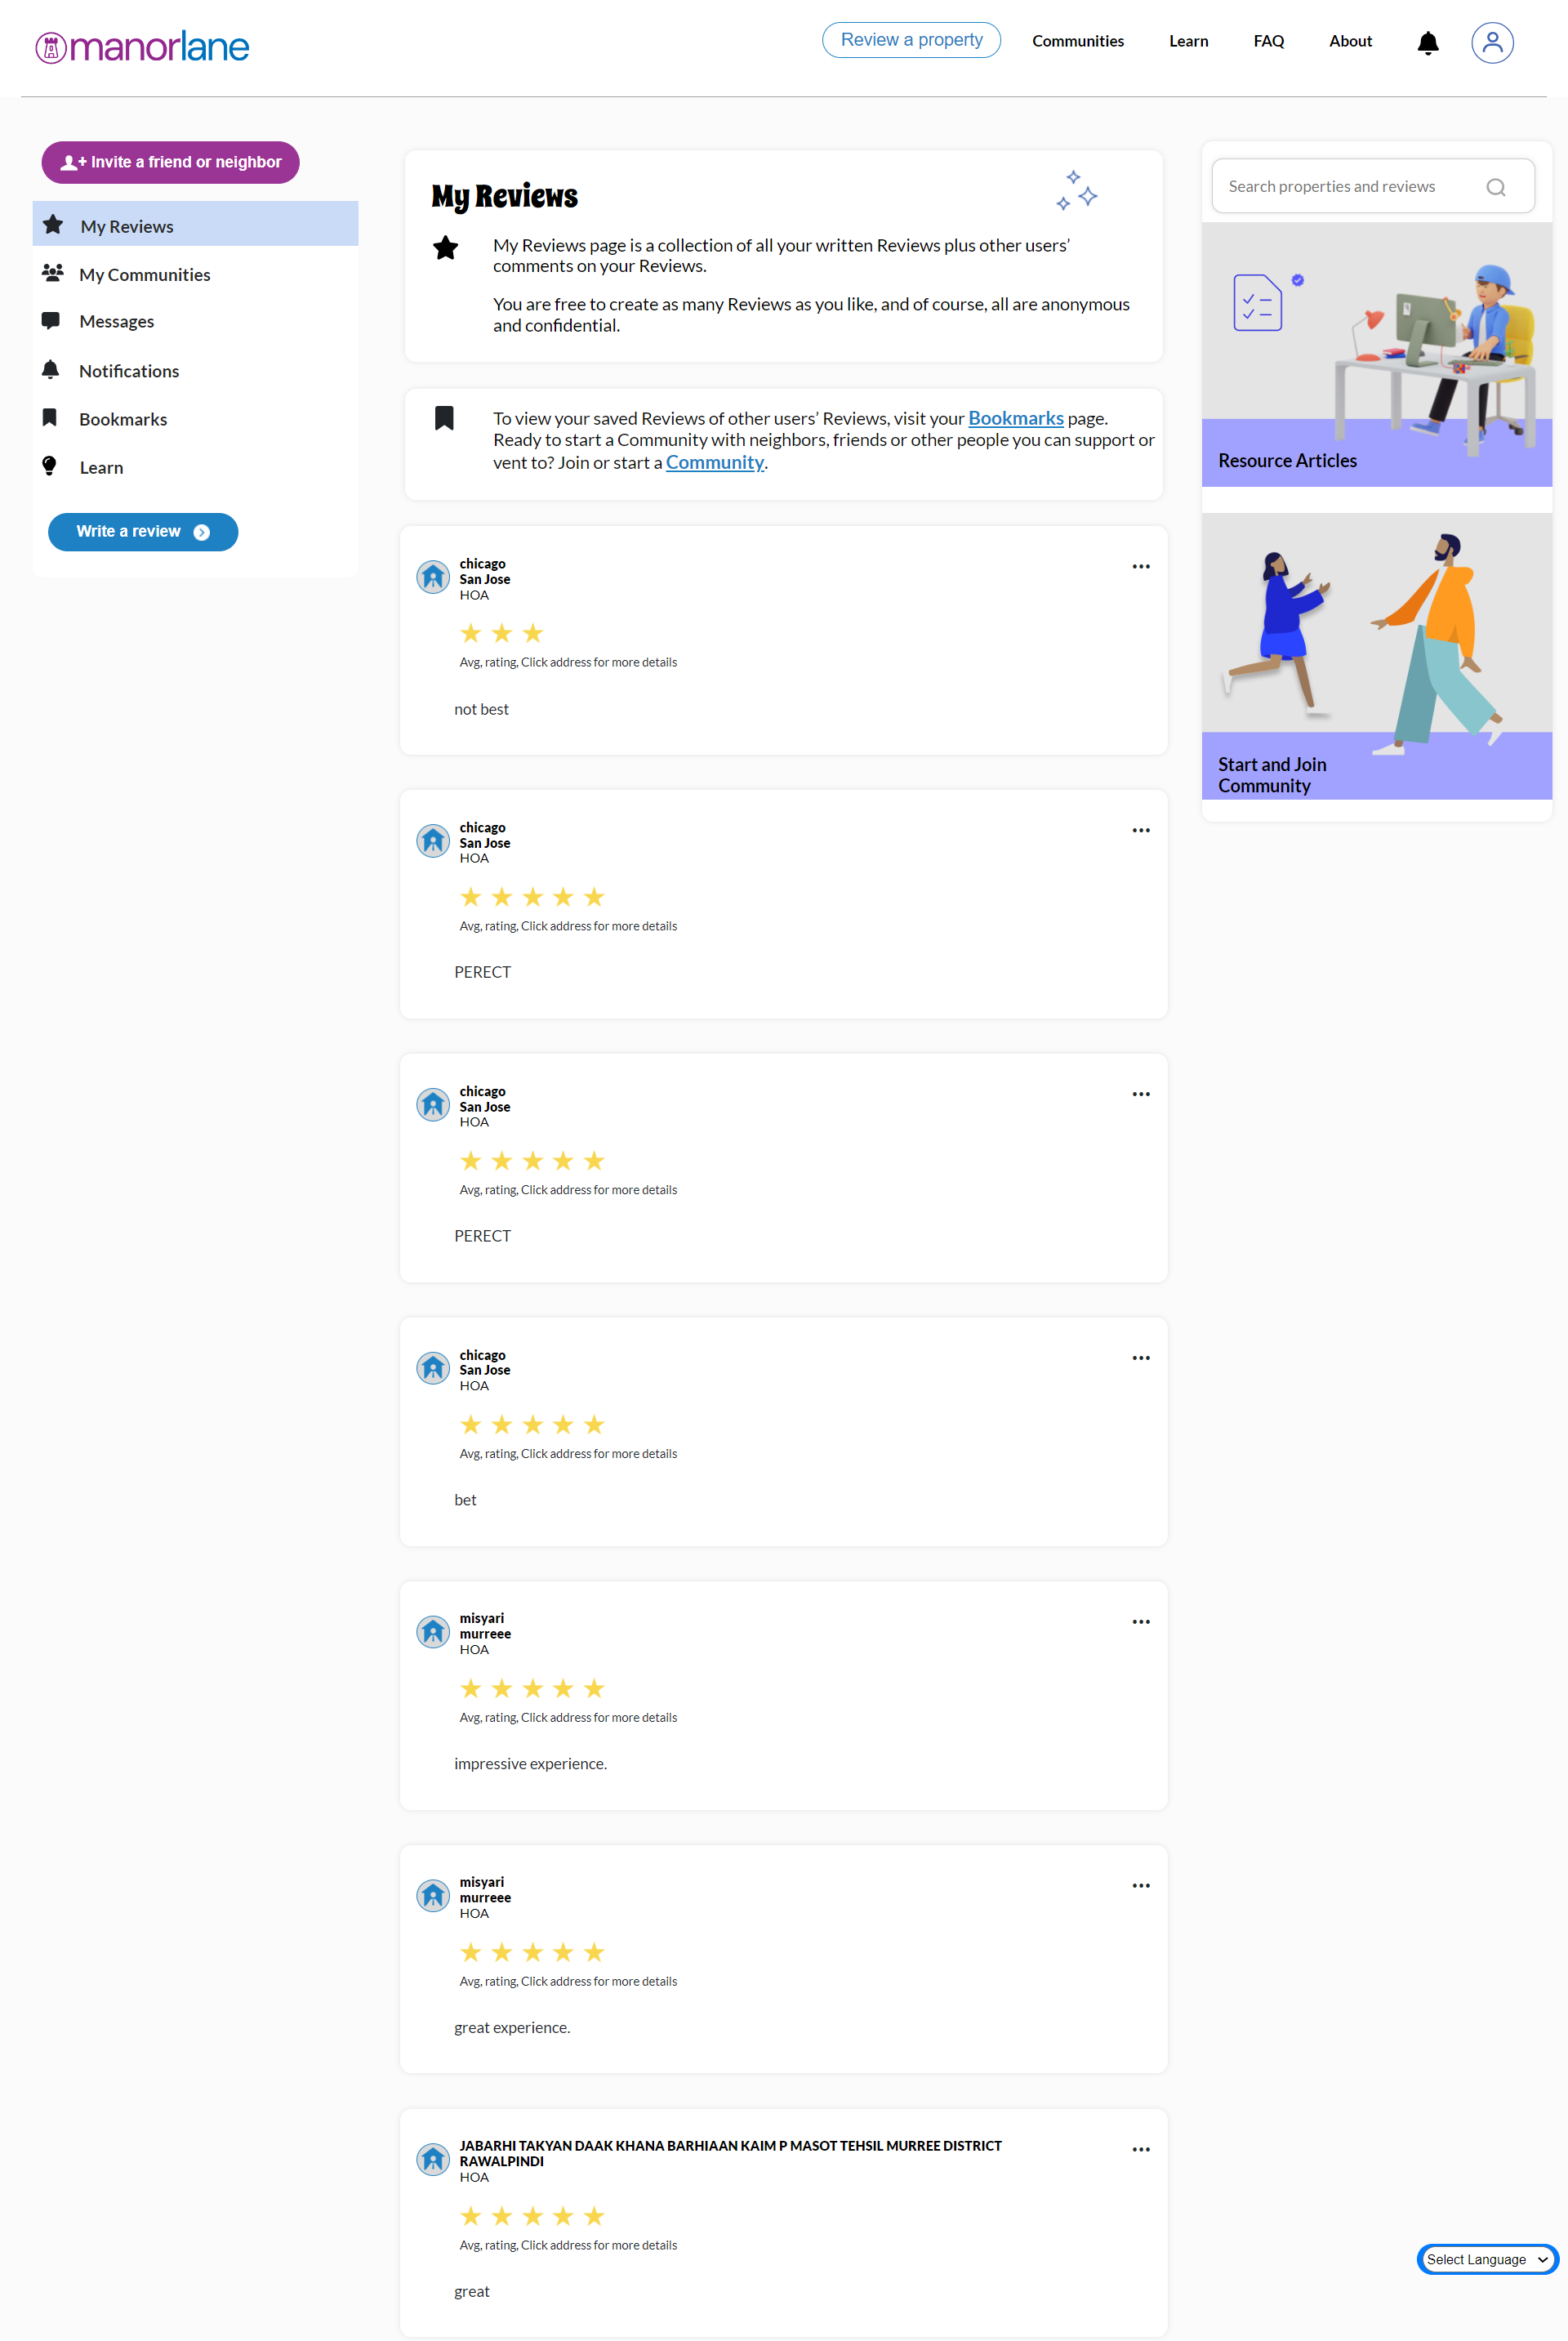 manorlane
Review a property
Communities
Learn
FAQ
About
Invite a friend or neighbor
My Reviews
My Communities
Messages
Notifications
Bookmarks
Learn
Write a review
My Reviews
My Reviews page is a collection of all your written Reviews plus other users’
comments on your Reviews.
You are free to create as many Reviews as you like, and of course, all are anonymous
and confidential.
To view your saved Reviews of other users’ Reviews, visit your Bookmarks page.
Ready to start a Community with neighbors, friends or other people you can support or
vent to? Join or start a Community.
chicago
San Jose
HOA
Avg, rating, Click address for more details
not best
chicago
San Jose
HOA
Avg, rating, Click address for more details
PERECT
chicago
San Jose
HOA
Avg, rating, Click address for more details
PERECT
chicago
San Jose
HOA
Avg, rating, Click address for more details
bet
misyari
murreee
HOA
Avg, rating, Click address for more details
impressive experience.
misyari
murreee
HOA
Avg, rating, Click address for more details
great experience.
JABARHI TAKYAN DAAK KHANA BARHIAAN KAIM P MASOT TEHSIL MURREE DISTRICT
RAWALPINDI
HOA
Avg, rating, Click address for more details
great
Search properties and reviews
Resource Articles
Start and Join
Community
Select Language